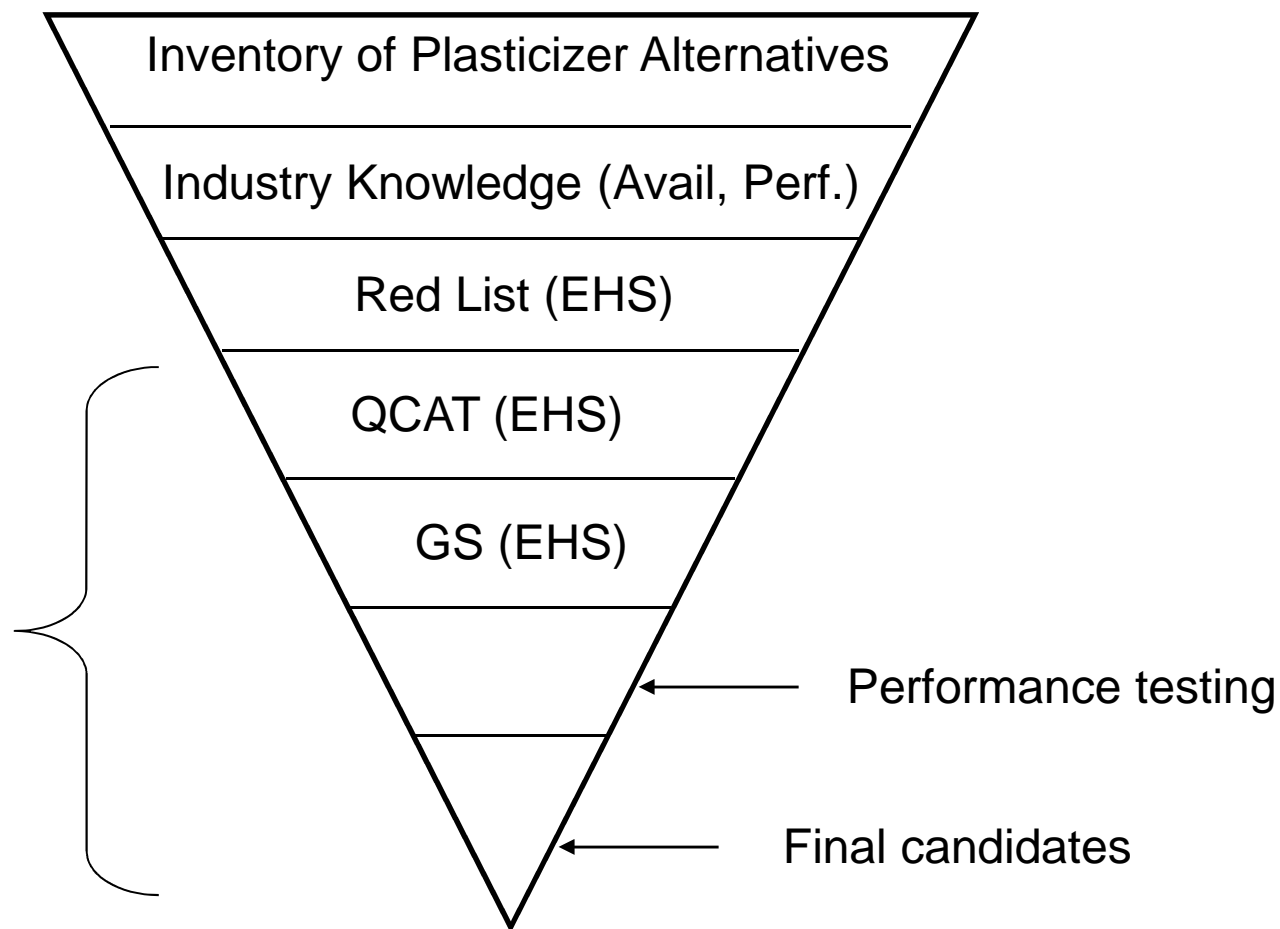 Inventory of Plasticizer Alternatives
Industry Knowledge (Avail, Perf.)
Red List (EHS)
QCAT (EHS)
GS (EHS)
Performance testing
Final candidates